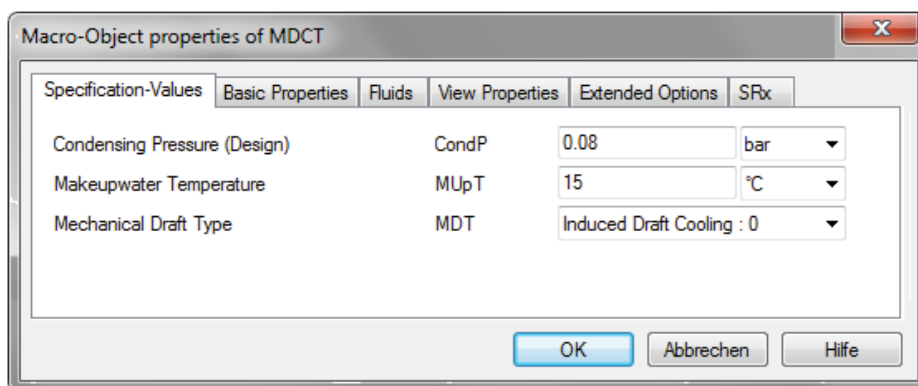 Macro-Object properties of MDCT
Specification-Values Basic Properties Fluids View Properties Extended Options SRx
Condensing Pressure (Design) CondP 0.08 bar
Makeupwater Temperature MUpT 15 °C
Mechanical Draft Type MDT Induced Draft Cooling : 0
OK Abbrechen Hilfe